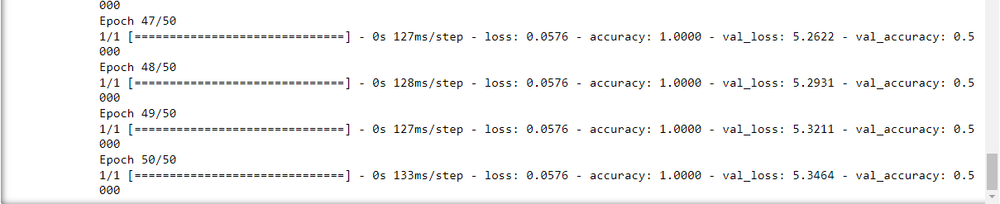 000
Epoch 47/50
1/1 [==============================] - 0s 127ms/step - loss: 0.0576 - accuracy: 1.0000 - val_loss: 5.2622 - val_accuracy: 0.5
000
Epoch 48/50
1/1 [==============================] - 0s 128ms/step - loss: 0.0576 - accuracy: 1.0000 - val_loss: 5.2931 - val_accuracy: 0.5
000
Epoch 49/50
1/1 [==============================] - 0s 127ms/step - loss: 0.0576 - accuracy: 1.0000 - val_loss: 5.3211 - val_accuracy: 0.5
000
Epoch 50/50
1/1 [==============================] - 0s 133ms/step - loss: 0.0576 - accuracy: 1.0000 - val_loss: 5.3464 - val_accuracy: 0.5
000